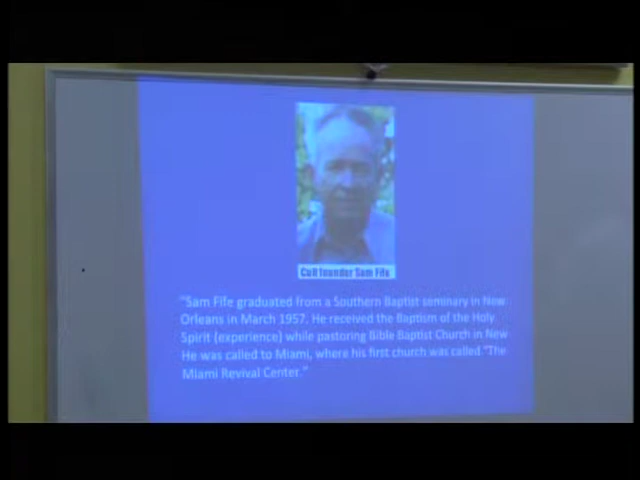 Cult founder Sam Fife
"Sam Fife graduated from a Southern Baptist seminary in New
Orleans in March 1957. He received the Baptism of the Holy
Spirit (experience) while pastoring Bible Baptist Church in New
He was called to Miami, where his first church was called "The
Miami Revival Center."